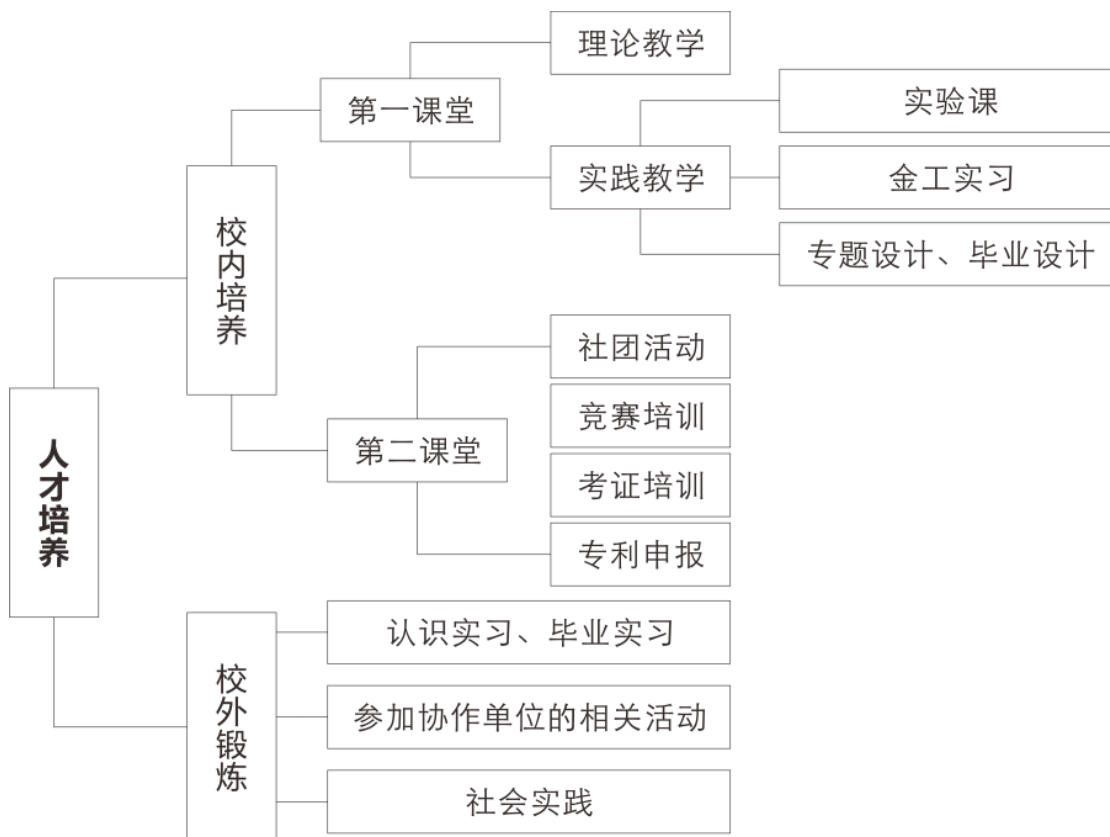 人才培养
校内培养
第一课堂
理论教学
实践教学
实验课
金工实习
专题设计、毕业设计
第二课堂
社团活动
竞赛培训
考证培训
专利申报
校外锻炼
认识实习、毕业实习
参加协作单位的相关活动
社会实践